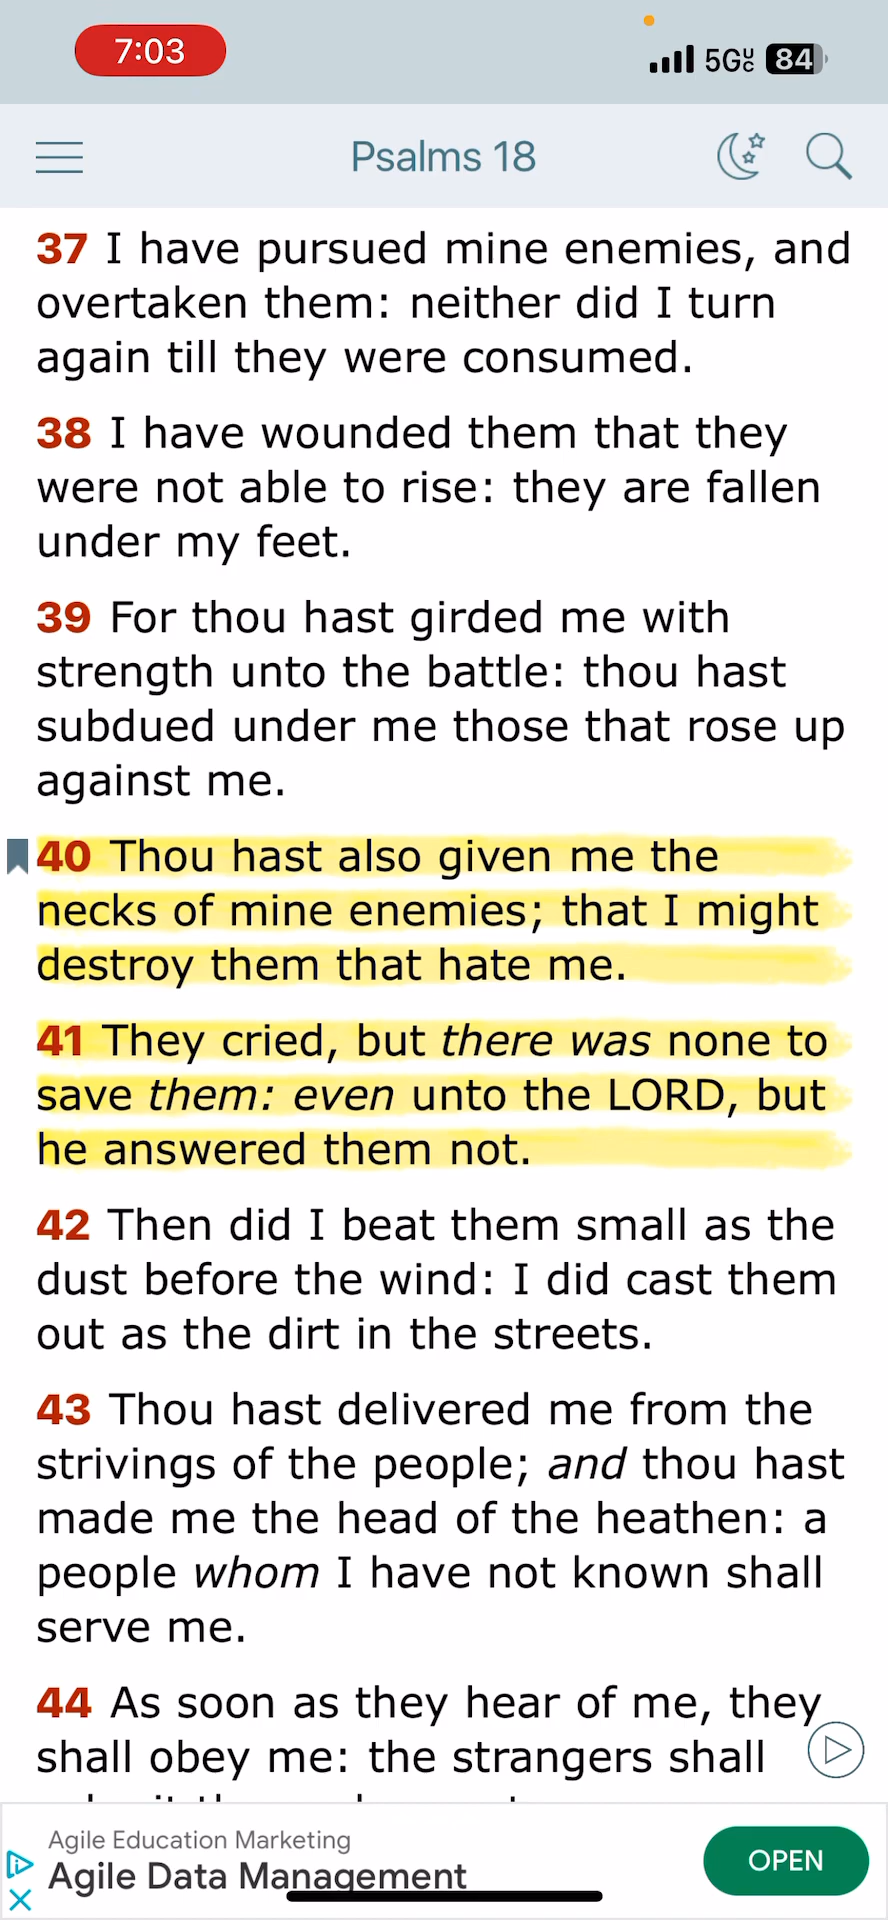 7:03
5G UC 84
Psalms 18
37 I have pursued mine enemies, and
overtaken them: neither did I turn
again till they were consumed.
38 I have wounded them that they
were not able to rise: they are fallen
under my feet.
39 For thou hast girded me with
strength unto the battle: thou hast
subdued under me those that rose up
against me.
40 Thou hast also given me the
necks of mine enemies; that I might
destroy them that hate me.
41 They cried, but there was none to
save them: even unto the LORD, but
he answered them not.
42 Then did I beat them small as the
dust before the wind: I did cast them
out as the dirt in the streets.
43 Thou hast delivered me from the
strivings of the people; and thou hast
made me the head of the heathen: a
people whom I have not known shall
serve me.
44 As soon as they hear of me, they
shall obey me: the strangers shall
Agile Education Marketing
Agile Data Management
OPEN